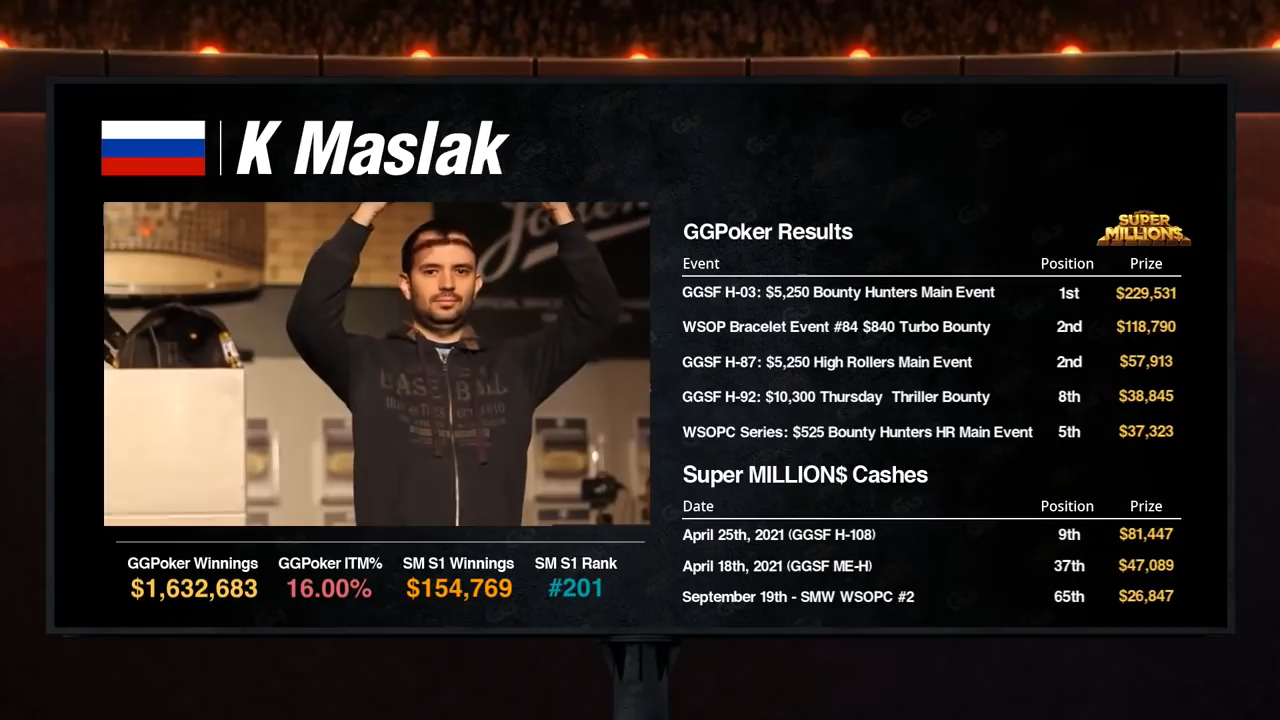 K Maslak
GGPoker Results
SUPER
MILLION$
Event Position Prize
GGSF H-03: $5,250 Bounty Hunters Main Event 1st $229,531
WSOP Bracelet Event #84 $840 Turbo Bounty 2nd $118,790
GGSF H-87: $5,250 High Rollers Main Event 2nd $57,913
GGSF H-92: $10,300 Thursday Thriller Bounty 8th $38,845
WSOPC Series: $525 Bounty Hunters HR Main Event 5th $37,323
Super MILLION$ Cashes
Date Position Prize
April 25th, 2021 (GGSF H-108) 9th $81,447
April 18th, 2021 (GGSF ME-H) 37th $47,089
September 19th - SMW WSOPC #2 65th $26,847
BASEBALL
GGPoker Winnings GGPoker ITM% SM S1 Winnings SM S1 Rank
$1,632,683 16.00% $154,769 #201